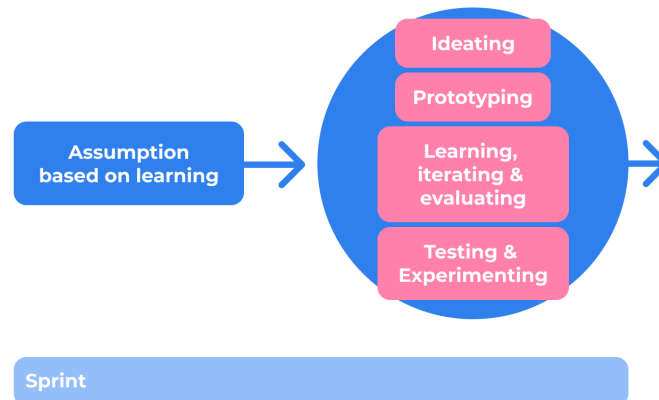 Ideating
Prototyping
Assumption
based on learning
Learning,
iterating &
evaluating
Testing &
Experimenting
Sprint